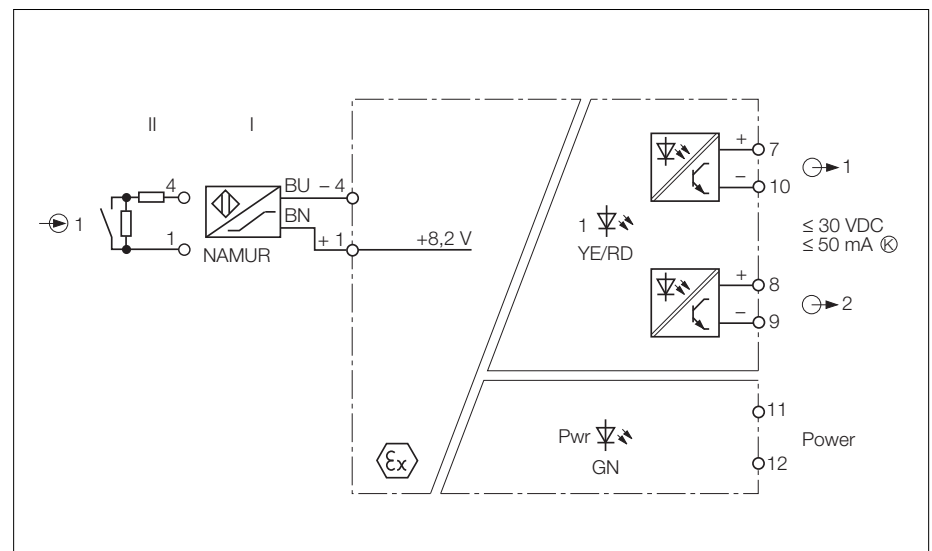 II
I
4
1
1
BU – 4
BN
+ 1
NAMUR
+8,2 V
εx
1
YE/RD
+
7
–
10
1
≤ 30 VDC
≤ 50 mA Ⓚ
+
8
–
9
2
Pwr
GN
11
12
Power